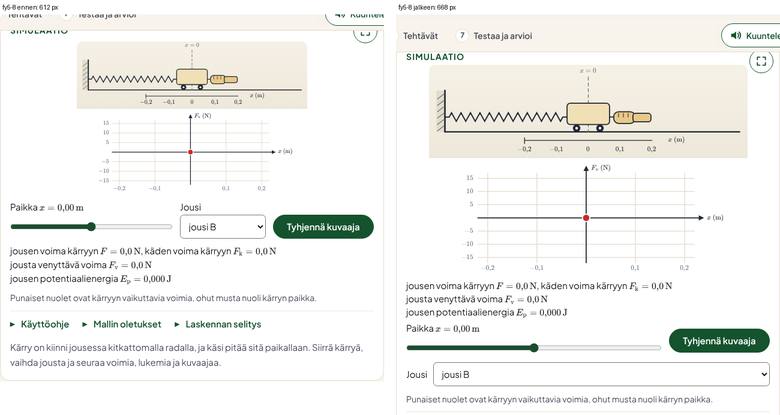 fy5-8 ennen: 612 px
Tehtävät 7 Testaa ja arvioi Kuuntele
SIMULAATIO
x = 0
−0,2 −0,1 0 0,1 0,2 x (m)
Fᵥ (N)
15
10
5
−5
−10
−15
x (m)
−0,2 −0,1 0,1 0,2
Paikka x = 0,00 m
Jousi
jousi B
Tyhjennä kuvaaja
jousen voima kärryyn F = 0,0 N, käden voima kärryyn Fₖ = 0,0 N
jousta venyttävä voima Fᵥ = 0,0 N
jousen potentiaalienergia Eₚ = 0,000 J
Punaiset nuolet ovat kärryyn vaikuttavia voimia, ohut musta nuoli kärryn paikka.
Käyttöohje Mallin oletukset Laskennan selitys
Kärry on kiinni jousessa kitkattomalla radalla, ja käsi pitää sitä paikallaan. Siirrä kärryä,
vaihda jousta ja seuraa voimia, lukemia ja kuvaajaa.
fy5-8 jälkeen: 668 px
Tehtävät 7 Testaa ja arvioi Kuuntele
SIMULAATIO
x = 0
−0,2 −0,1 0 0,1 0,2 x (m)
Fᵥ (N)
15
10
5
−5
−10
−15
x (m)
−0,2 −0,1 0,1 0,2
jousen voima kärryyn F = 0,0 N, käden voima kärryyn Fₖ = 0,0 N
jousta venyttävä voima Fᵥ = 0,0 N
jousen potentiaalienergia Eₚ = 0,000 J
Paikka x = 0,00 m
Tyhjennä kuvaaja
Jousi jousi B
Punaiset nuolet ovat kärryyn vaikuttavia voimia, ohut musta nuoli kärryn paikka.